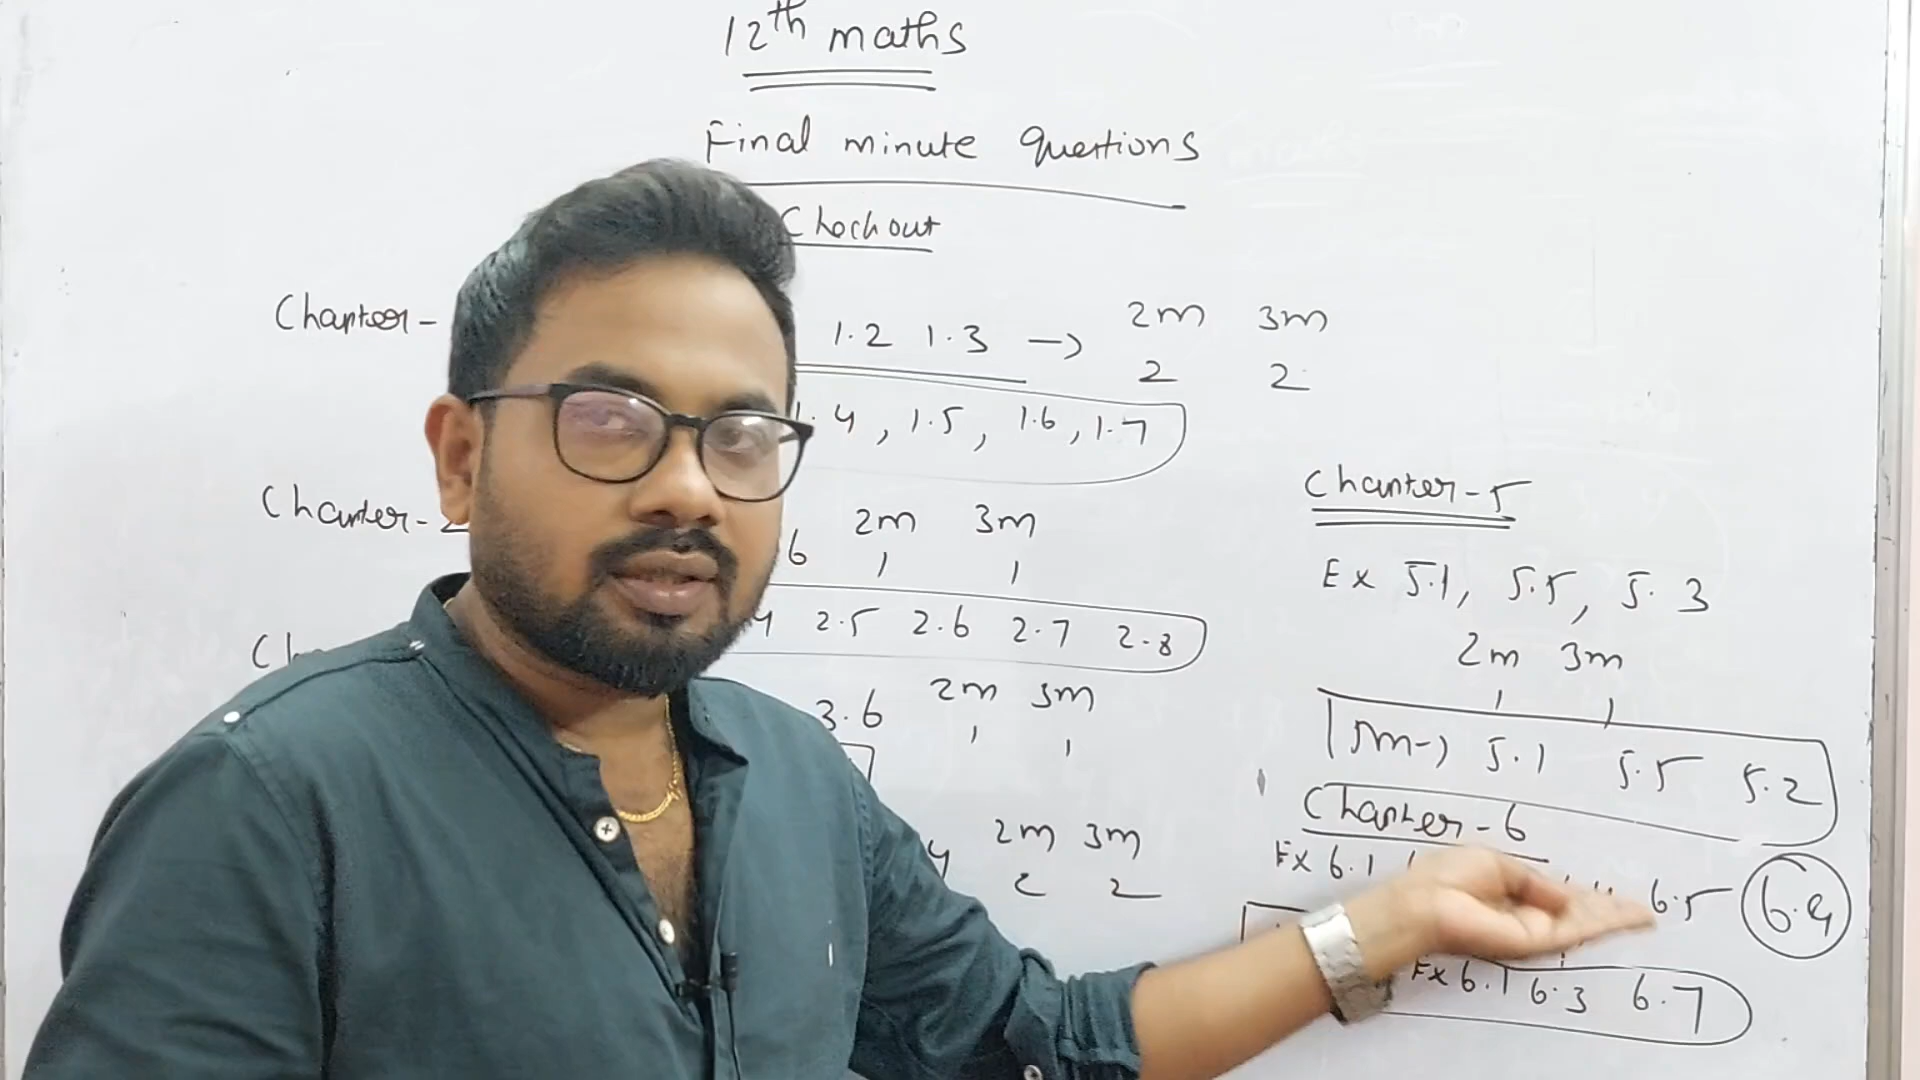 12th maths
Final minute Questions
Checkout
Chapter -
1.2 1.3 → 2m 3m
2 2
1.4, 1.5, 1.6, 1.7
Chapter - 2
6 2m 3m
1 1
4 2.5 2.6 2.7 2.8
Ch
3.6 2m 3m
1 1
4 2m 3m
2 2
Chapter - 5
Ex 5.1, 5.5, 5.3
2m 3m
1 1
5m → 5.1 5.5 5.2
Chapter - 6
Ex 6.1 6.5 6.9
Ex 6.1 6.3 6.7